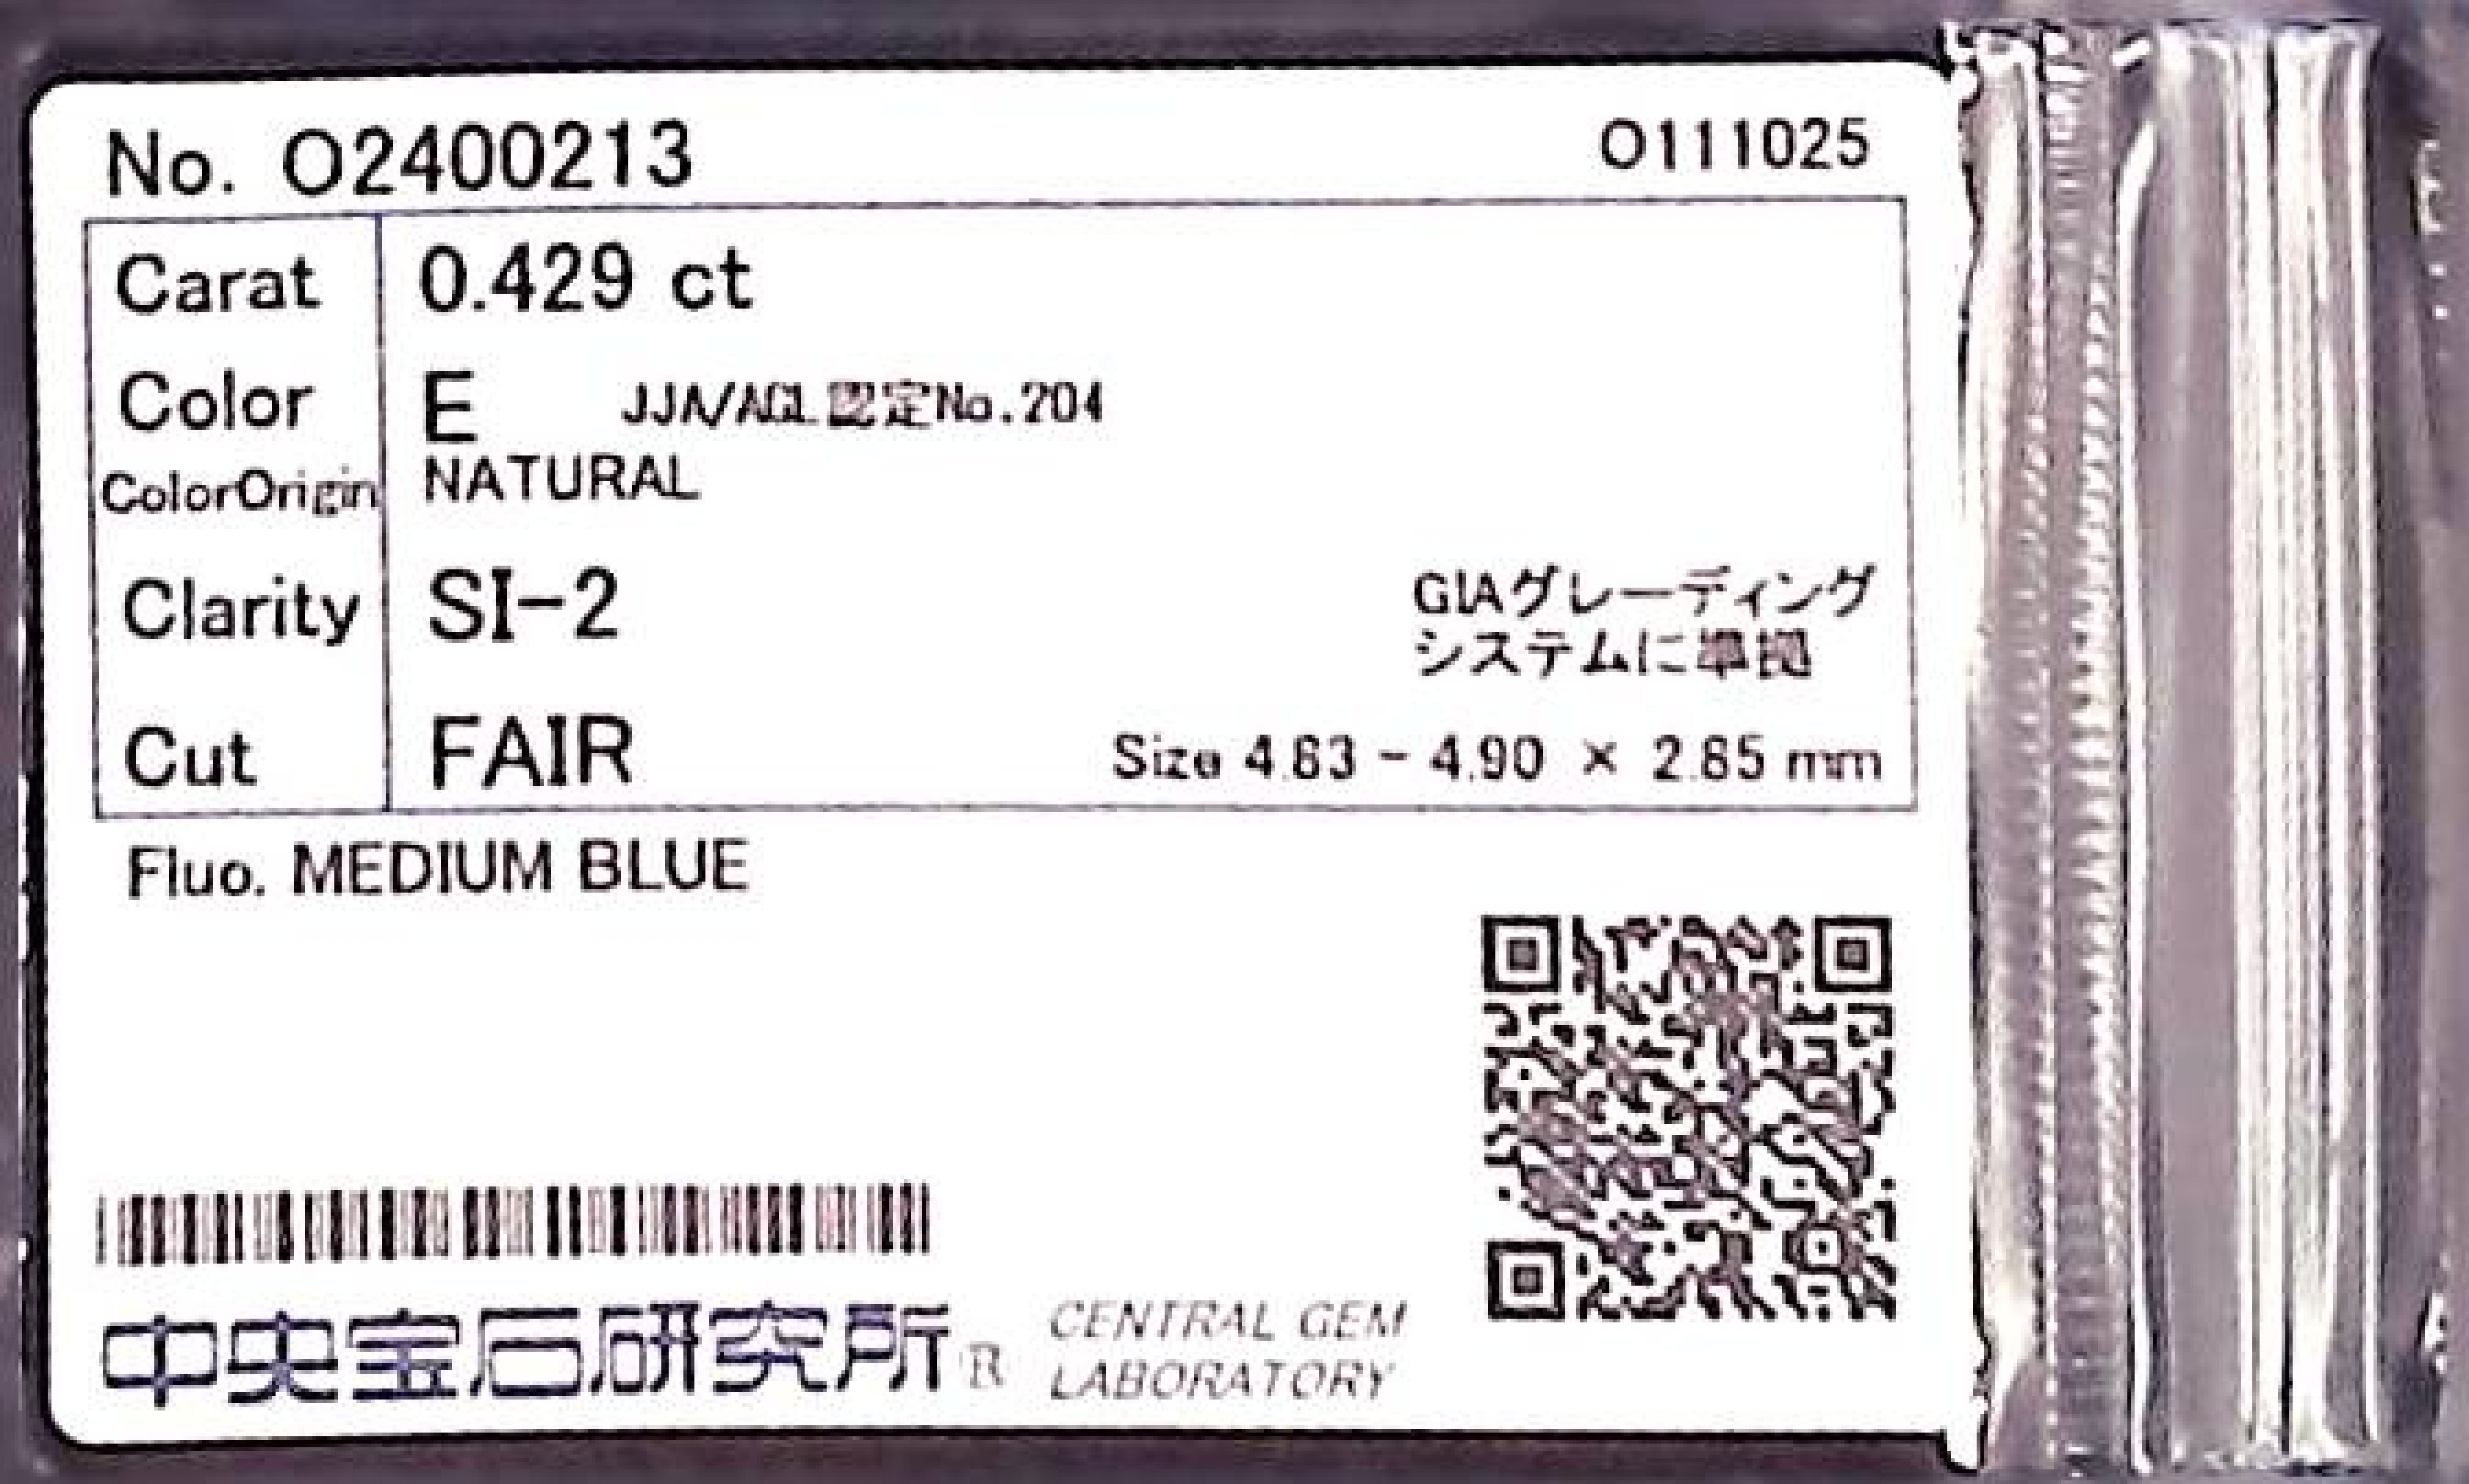 No. O2400213 O111025
Carat 0.429 ct
Color E JJA/AGL認定No.204
ColorOrigin NATURAL
Clarity SI-2
GIAグレーディング
システムに準拠
Cut FAIR Size 4.83 - 4.90 × 2.85 mm
Fluo. MEDIUM BLUE
中央宝石研究所® CENTRAL GEM
LABORATORY